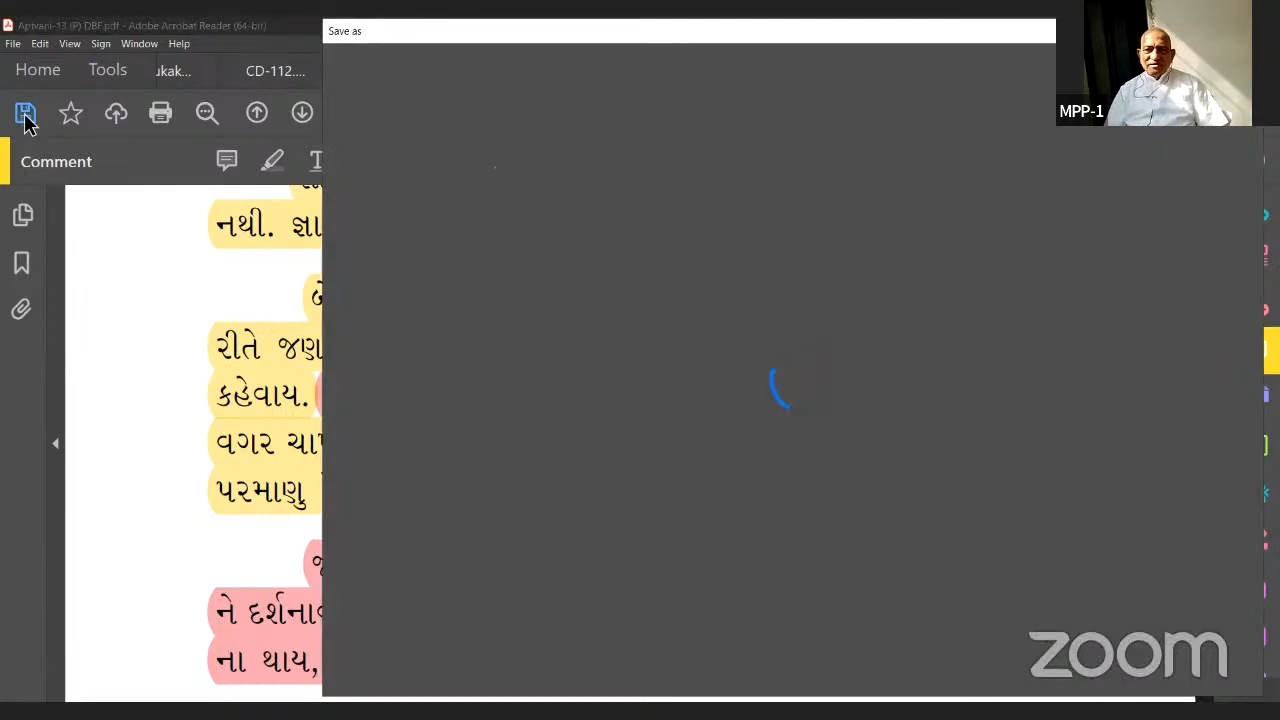 Aptvani-13 (P) DBF.pdf - Adobe Acrobat Reader (64-bit)
File Edit View Sign Window Help
Home Tools ukak... CD-112....
Comment
Save as
MPP-1
નથી. જ્ઞા
બે
રીતે જણ
કહેવાય.
વગર ચા
પરમાણુ
ને દર્શના
ના થાય,
zoom